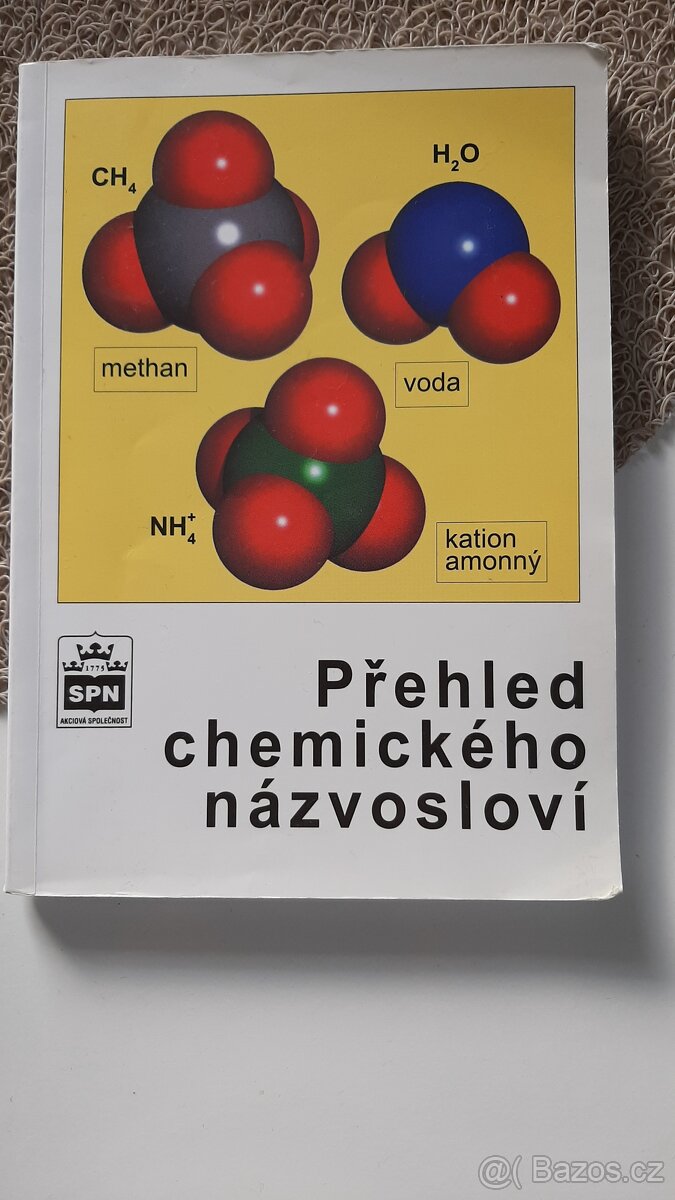 CH₄
H₂O
methan
voda
NH₄⁺
kation
amonný
1775
SPN
AKCIOVÁ SPOLEČNOST
Přehled
chemického
názvosloví
@( Bazos.cz